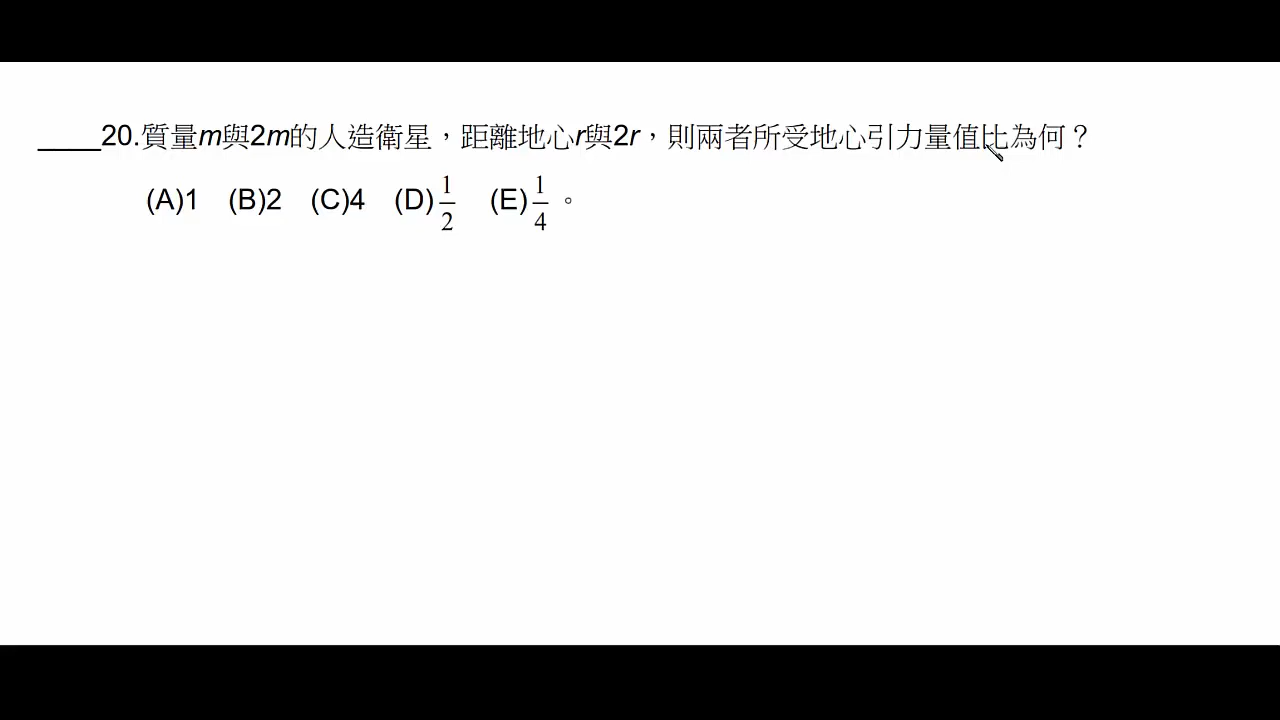 ____20.質量m與2m的人造衛星，距離地心r與2r，則兩者所受地心引力量值比為何？
(A)1 (B)2 (C)4 (D)1/2 (E)1/4。